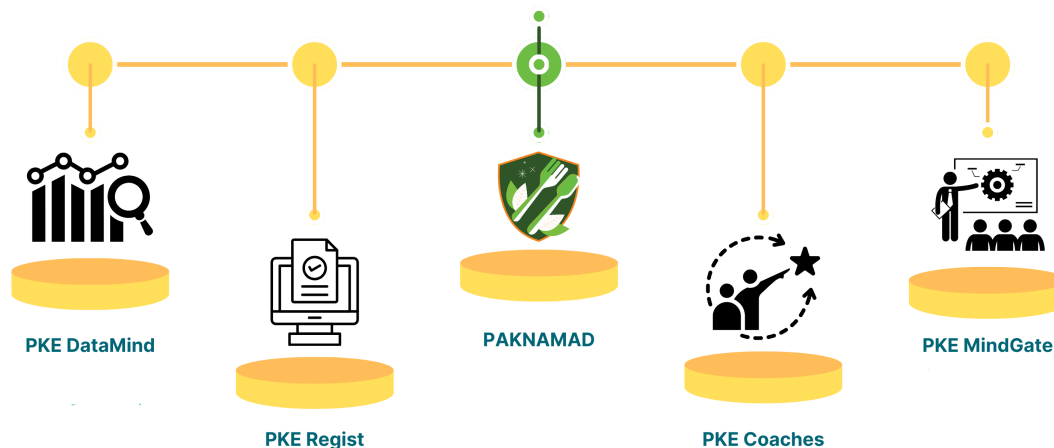 PKE DataMind
PKE Regist
PAKNAMAD
PKE Coaches
PKE MindGate